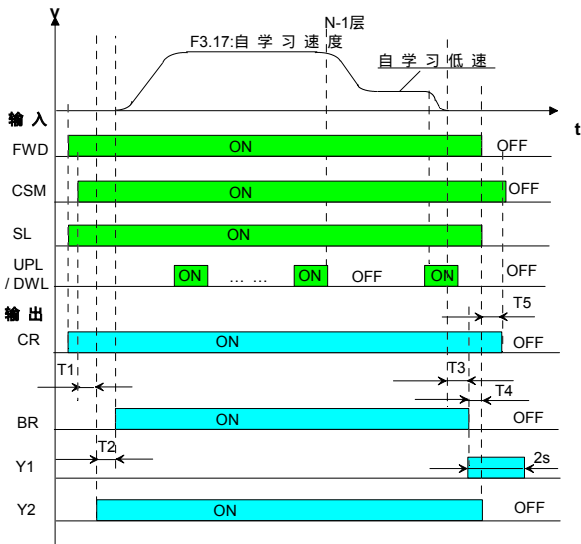 V
N-1层
F3.17:自学习速度
自学习低速
t
输入
FWD ON OFF
CSM ON OFF
SL ON
UPL
/ DWL
ON ... ... ON OFF ON OFF
输出
T5
CR ON OFF
T1 T3
T4
BR ON OFF
T2
Y1 2s
Y2 ON OFF